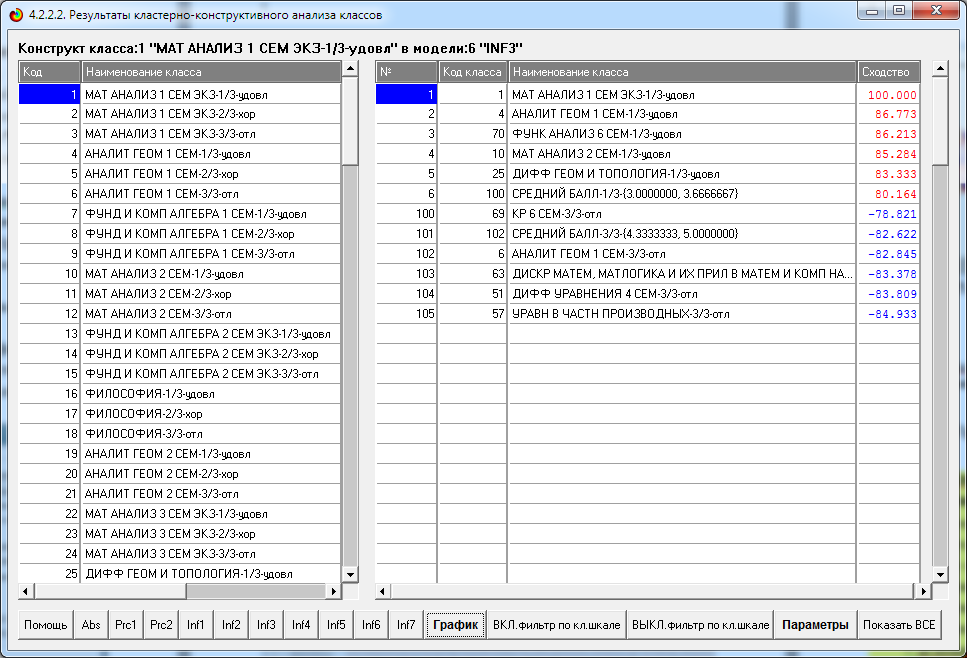 4.2.2.2. Результаты кластерно-конструктивного анализа классов
Конструкт класса:1 "МАТ АНАЛИЗ 1 СЕМ ЭКЗ-1/3-удовл" в модели:6 "INF3"
Код Наименование класса
1 МАТ АНАЛИЗ 1 СЕМ ЭКЗ-1/3-удовл
2 МАТ АНАЛИЗ 1 СЕМ ЭКЗ-2/3-хор
3 МАТ АНАЛИЗ 1 СЕМ ЭКЗ-3/3-отл
4 АНАЛИТ ГЕОМ 1 СЕМ-1/3-удовл
5 АНАЛИТ ГЕОМ 1 СЕМ-2/3-хор
6 АНАЛИТ ГЕОМ 1 СЕМ-3/3-отл
7 ФУНД И КОМП АЛГЕБРА 1 СЕМ-1/3-удовл
8 ФУНД И КОМП АЛГЕБРА 1 СЕМ-2/3-хор
9 ФУНД И КОМП АЛГЕБРА 1 СЕМ-3/3-отл
10 МАТ АНАЛИЗ 2 СЕМ-1/3-удовл
11 МАТ АНАЛИЗ 2 СЕМ-2/3-хор
12 МАТ АНАЛИЗ 2 СЕМ-3/3-отл
13 ФУНД И КОМП АЛГЕБРА 2 СЕМ ЭКЗ-1/3-удовл
14 ФУНД И КОМП АЛГЕБРА 2 СЕМ ЭКЗ-2/3-хор
15 ФУНД И КОМП АЛГЕБРА 2 СЕМ ЭКЗ-3/3-отл
16 ФИЛОСОФИЯ-1/3-удовл
17 ФИЛОСОФИЯ-2/3-хор
18 ФИЛОСОФИЯ-3/3-отл
19 АНАЛИТ ГЕОМ 2 СЕМ-1/3-удовл
20 АНАЛИТ ГЕОМ 2 СЕМ-2/3-хор
21 АНАЛИТ ГЕОМ 2 СЕМ-3/3-отл
22 МАТ АНАЛИЗ 3 СЕМ ЭКЗ-1/3-удовл
23 МАТ АНАЛИЗ 3 СЕМ ЭКЗ-2/3-хор
24 МАТ АНАЛИЗ 3 СЕМ ЭКЗ-3/3-отл
25 ДИФФ ГЕОМ И ТОПОЛОГИЯ-1/3-удовл
№ Код класса Наименование класса Сходство
1 1 МАТ АНАЛИЗ 1 СЕМ ЭКЗ-1/3-удовл 100.000
2 4 АНАЛИТ ГЕОМ 1 СЕМ-1/3-удовл 86.773
3 70 ФУНК АНАЛИЗ 6 СЕМ-1/3-удовл 86.213
4 10 МАТ АНАЛИЗ 2 СЕМ-1/3-удовл 85.284
5 25 ДИФФ ГЕОМ И ТОПОЛОГИЯ-1/3-удовл 83.333
6 100 СРЕДНИЙ БАЛЛ-1/3-{3.0000000, 3.6666667} 80.164
100 69 КР 6 СЕМ-3/3-отл -78.821
101 102 СРЕДНИЙ БАЛЛ-3/3-{4.3333333, 5.0000000} -82.622
102 6 АНАЛИТ ГЕОМ 1 СЕМ-3/3-отл -82.845
103 63 ДИСКР МАТЕМ, МАТЛОГИКА И ИХ ПРИЛ В МАТЕМ И КОМП НА... -83.378
104 51 ДИФФ УРАВНЕНИЯ 4 СЕМ-3/3-отл -83.809
105 57 УРАВН В ЧАСТН ПРОИЗВОДНЫХ-3/3-отл -84.933
Помощь Abs Prc1 Prc2 Inf1 Inf2 Inf3 Inf4 Inf5 Inf6 Inf7 График ВКЛ.фильтр по кл.шкале ВЫКЛ.фильтр по кл.шкале Параметры Показать ВСЕ